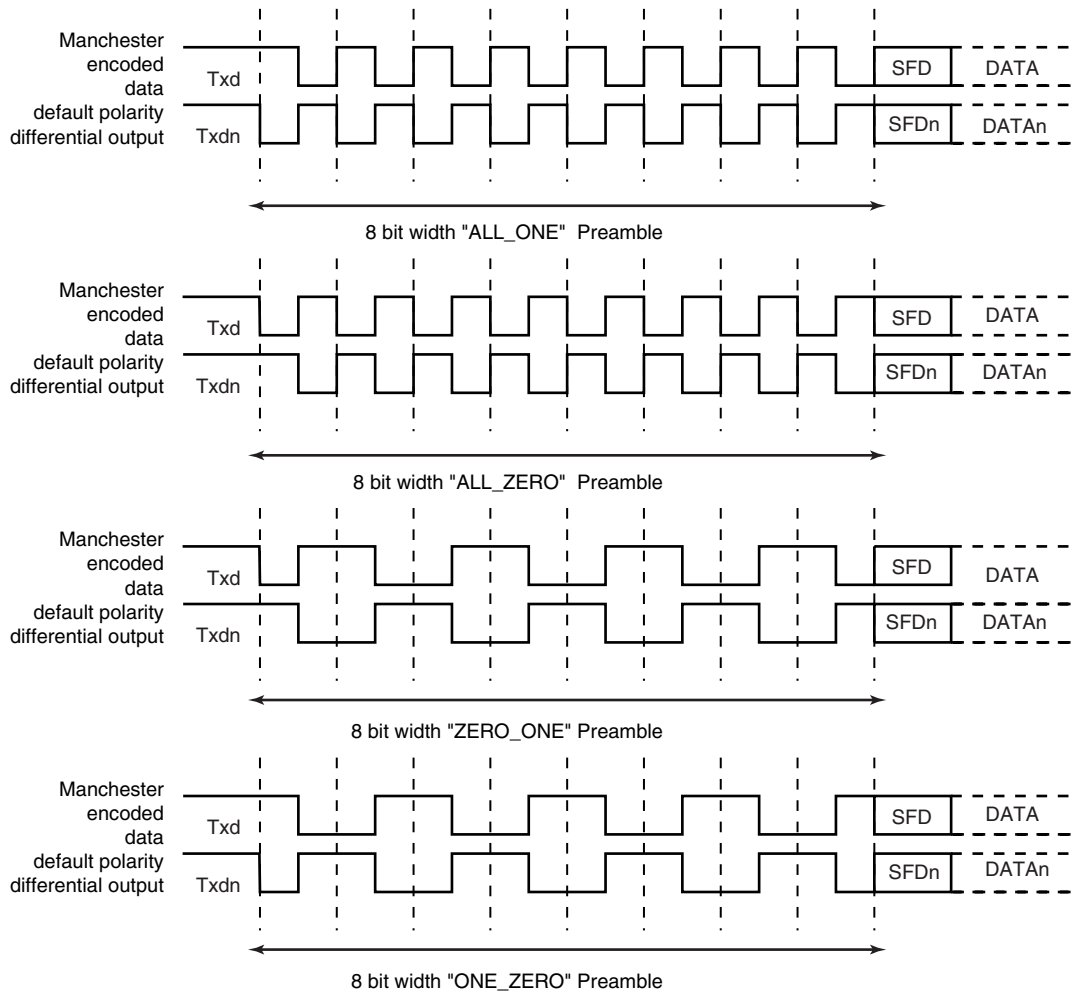 Manchester
encoded
data
Txd
SFD
DATA
default polarity
differential output
Txdn
SFDn
DATAn
8 bit width "ALL_ONE" Preamble
Manchester
encoded
data
Txd
SFD
DATA
default polarity
differential output
Txdn
SFDn
DATAn
8 bit width "ALL_ZERO" Preamble
Manchester
encoded
data
Txd
SFD
DATA
default polarity
differential output
Txdn
SFDn
DATAn
8 bit width "ZERO_ONE" Preamble
Manchester
encoded
data
Txd
SFD
DATA
default polarity
differential output
Txdn
SFDn
DATAn
8 bit width "ONE_ZERO" Preamble